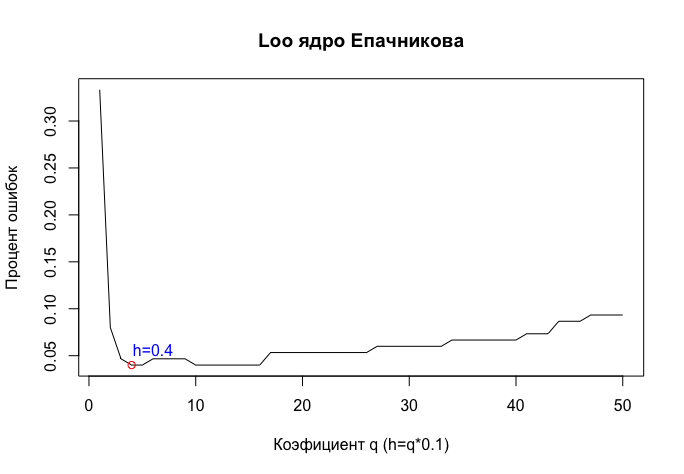 Loo ядро Епачникова
Процент ошибок
0.30
0.25
0.20
0.15
0.10
0.05
h=0.4
0 10 20 30 40 50
Коэфициент q (h=q*0.1)